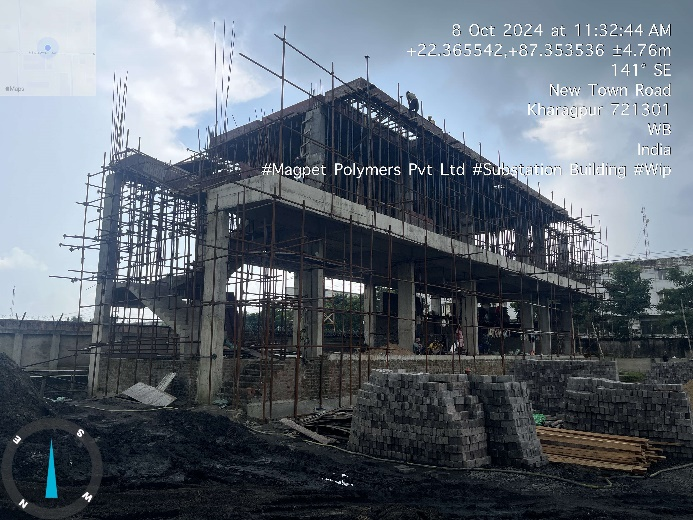 8 Oct 2024 at 11:32:44 AM
+22.365542,+87.353536 ±4.76m
141° SE
New Town Road
Kharagpur 721301
WB
India
#Magpet Polymers Pvt Ltd #Substation Building #Wip
Maps
S
E
W
N